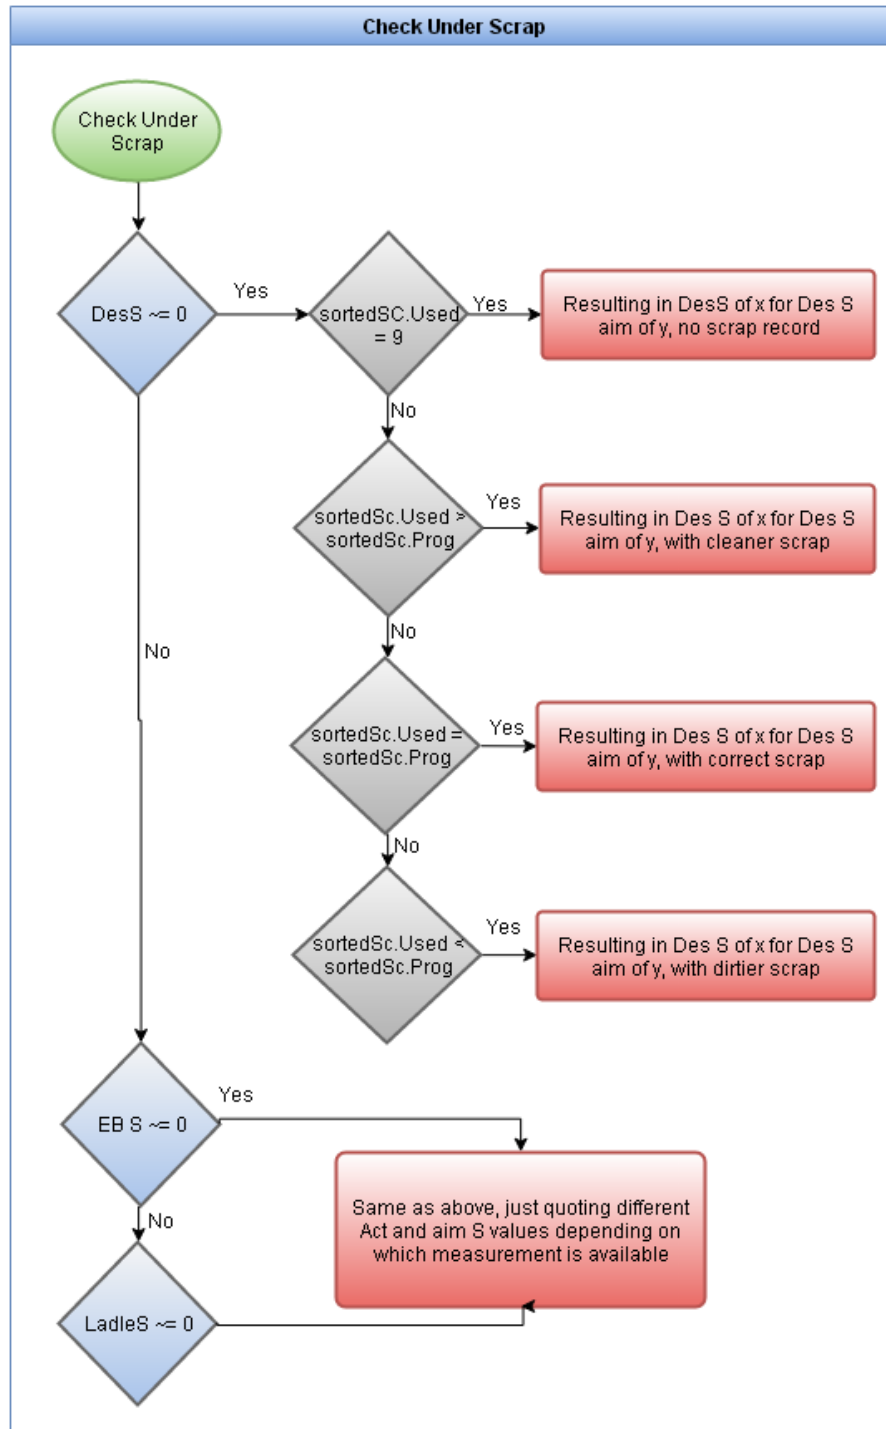 Check Under Scrap
Check Under
Scrap
DesS ~= 0
Yes
sortedSC.Used
= 9
Yes
Resulting in DesS of x for Des S
aim of y, no scrap record
No
sortedSc.Used >
sortedSc.Prog
Yes
Resulting in Des S of x for Des S
aim of y, with cleaner scrap
No
sortedSc.Used =
sortedSc.Prog
Yes
Resulting in Des S of x for Des S
aim of y, with correct scrap
No
sortedSc.Used <
sortedSc.Prog
Yes
Resulting in Des S of x for Des S
aim of y, with dirtier scrap
No
EB S ~= 0
Yes
Same as above, just quoting different
Act and aim S values depending on
which measurement is available
No
LadleS ~= 0